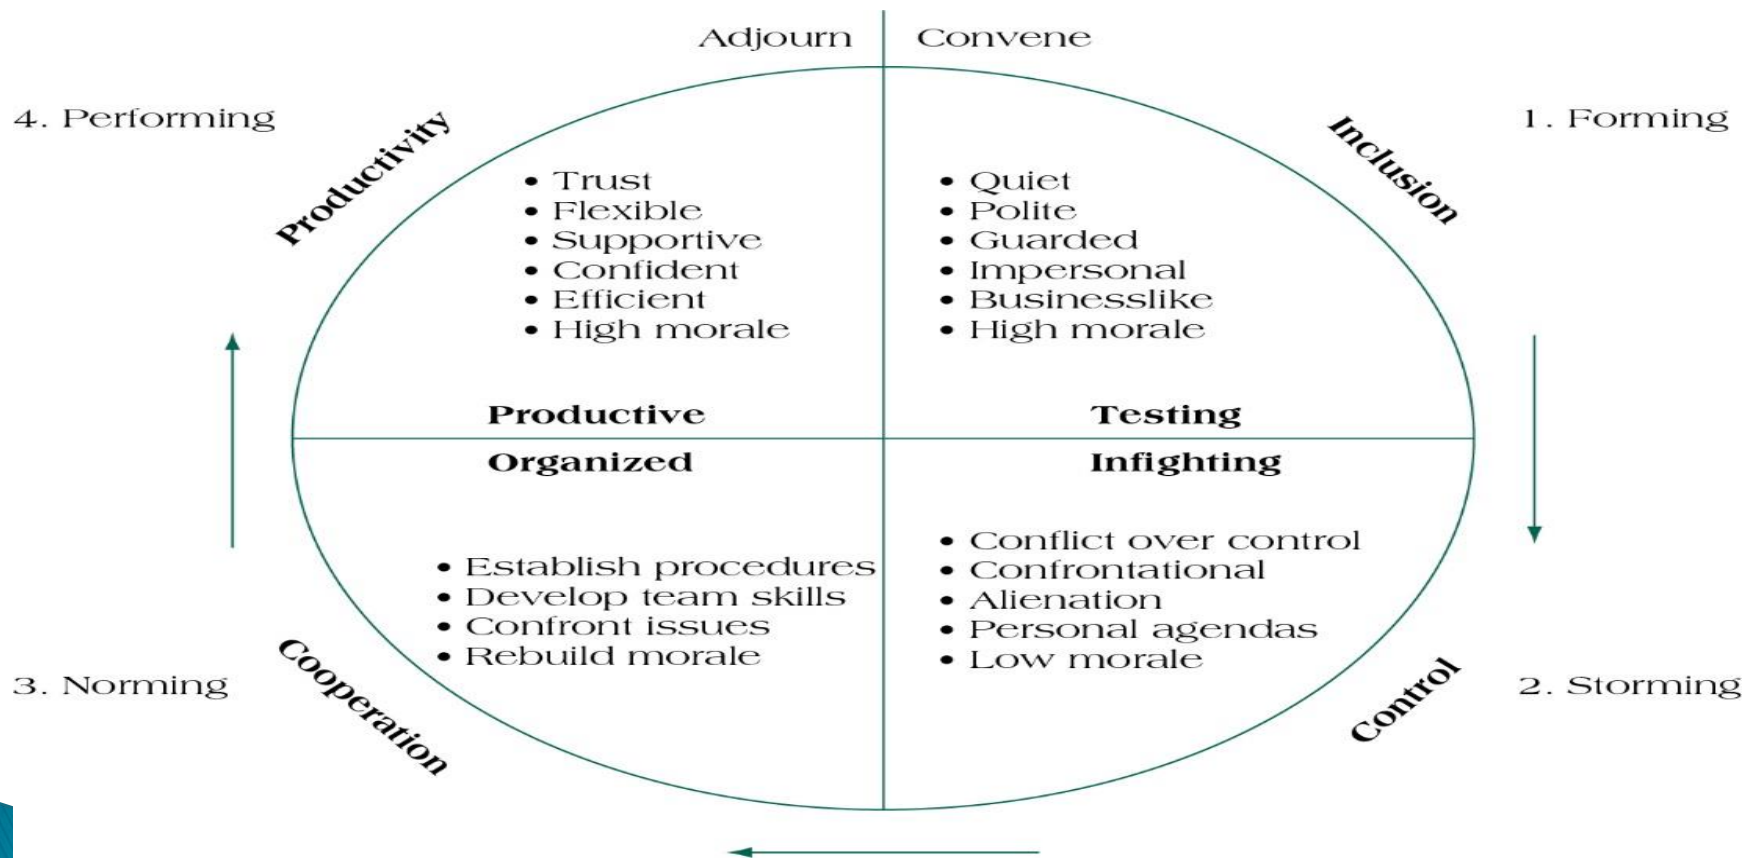 Adjourn
Convene
1. Forming
Inclusion
• Quiet
• Polite
• Guarded
• Impersonal
• Businesslike
• High morale
Testing
Infighting
• Conflict over control
• Confrontational
• Alienation
• Personal agendas
• Low morale
Control
2. Storming
Organized
• Establish procedures
• Develop team skills
• Confront issues
• Rebuild morale
Cooperation
3. Norming
4. Performing
Productivity
• Trust
• Flexible
• Supportive
• Confident
• Efficient
• High morale
Productive